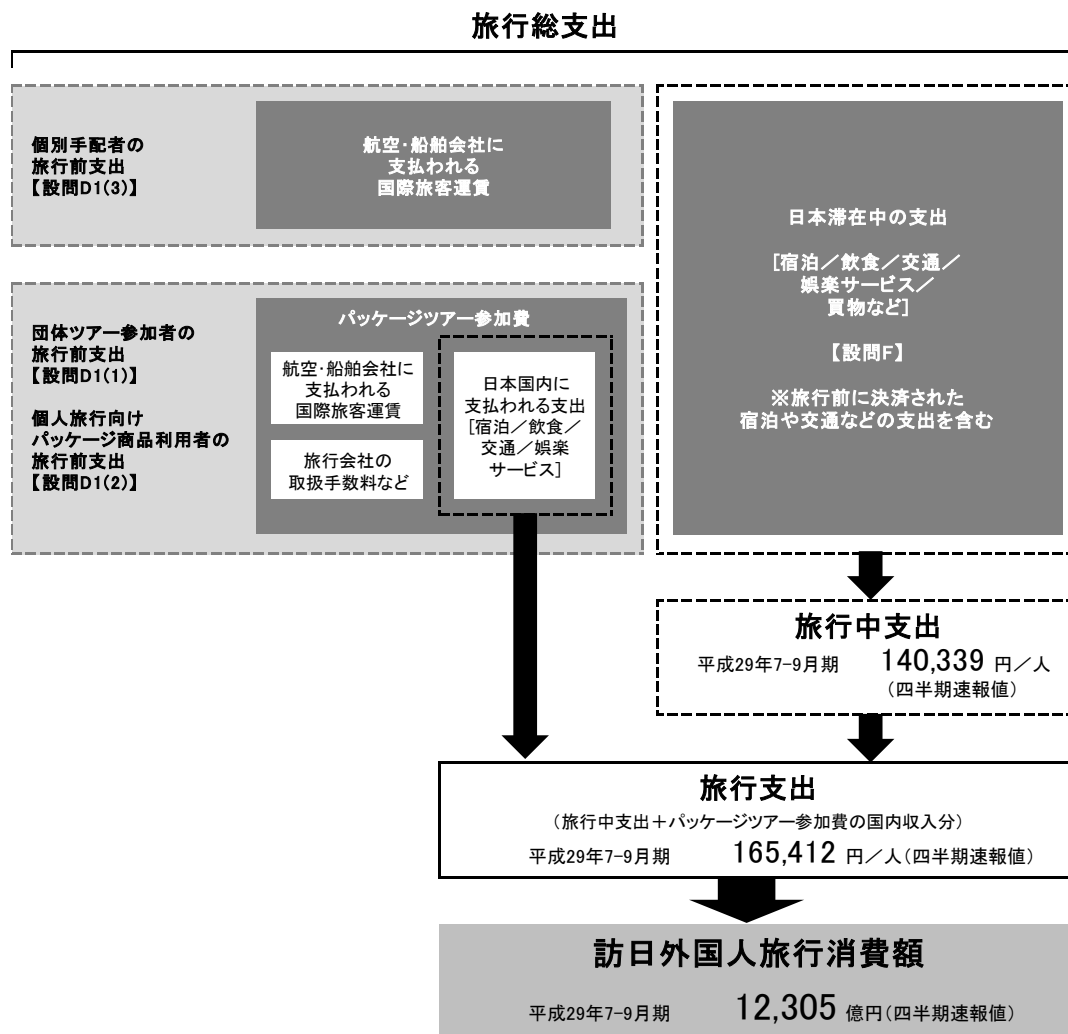 旅行総支出
個別手配者の
旅行前支出
【設問D1(3)】
航空・船舶会社に
支払われる
国際旅客運賃
団体ツアー参加者の
旅行前支出
【設問D1(1)】
個人旅行向け
パッケージ商品利用者の
旅行前支出
【設問D1(2)】
パッケージツアー参加費
航空・船舶会社に
支払われる
国際旅客運賃
旅行会社の
取扱手数料など
日本国内に
支払われる支出
[宿泊／飲食／
交通／娯楽
サービス]
日本滞在中の支出
[宿泊／飲食／交通／
娯楽サービス／
買物など]
【設問F】
※旅行前に決済された
宿泊や交通などの支出を含む
旅行中支出
平成29年7-9月期 140,339 円／人
(四半期速報値)
旅行支出
(旅行中支出＋パッケージツアー参加費の国内収入分)
平成29年7-9月期 165,412 円／人(四半期速報値)
訪日外国人旅行消費額
平成29年7-9月期 12,305 億円(四半期速報値)